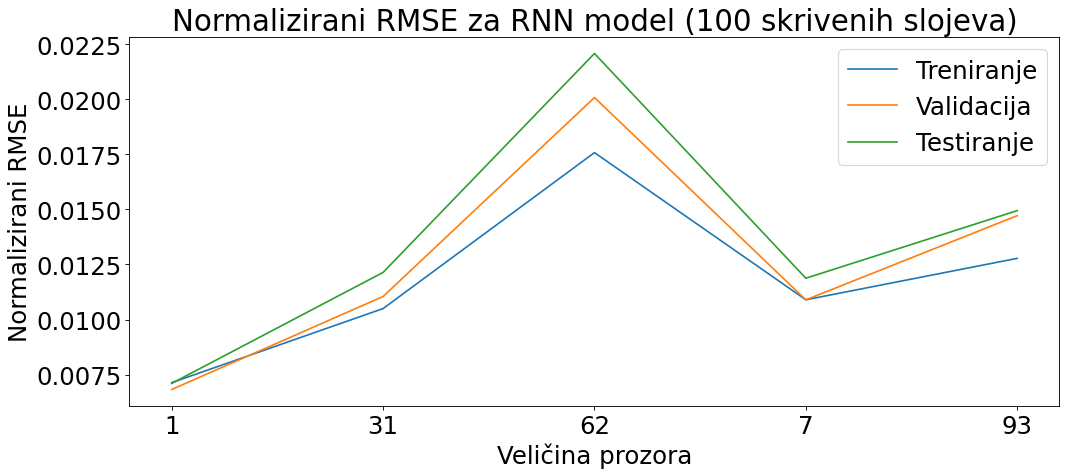 Normalizirani RMSE za RNN model (100 skrivenih slojeva)
0.0225
0.0200
0.0175
0.0150
0.0125
0.0100
0.0075
Normalizirani RMSE
Treniranje
Validacija
Testiranje
1 31 62 7 93
Veličina prozora